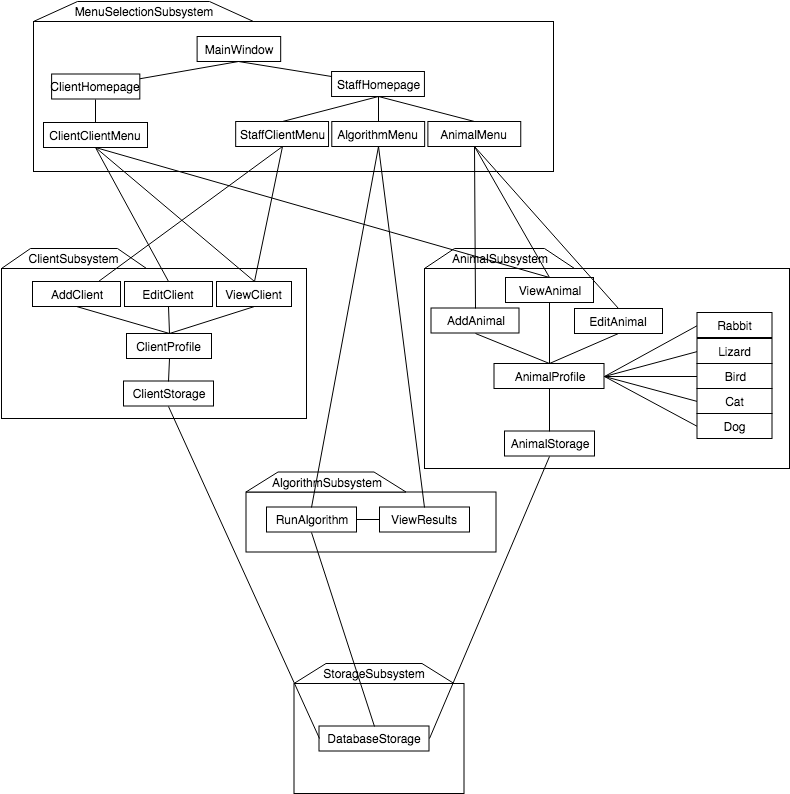 MenuSelectionSubsystem
MainWindow
ClientHomepage
StaffHomepage
ClientClientMenu
StaffClientMenu
AlgorithmMenu
AnimalMenu
ClientSubsystem
AddClient
EditClient
ViewClient
ClientProfile
ClientStorage
AnimalSubsystem
ViewAnimal
AddAnimal
EditAnimal
AnimalProfile
Rabbit
Lizard
Bird
Cat
Dog
AnimalStorage
AlgorithmSubsystem
RunAlgorithm
ViewResults
StorageSubsystem
DatabaseStorage